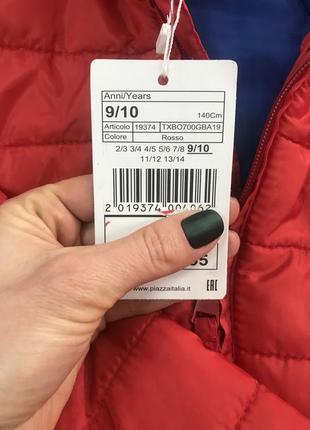 Anni/Years
9/10 140Cm
Articolo 19374 TXBO700GBA19
Colore Rosso
2/3 3/4 4/5 5/6 7/8 9/10
11/12 13/14
2 019374 004062
www.piazzaitalia.it EAC